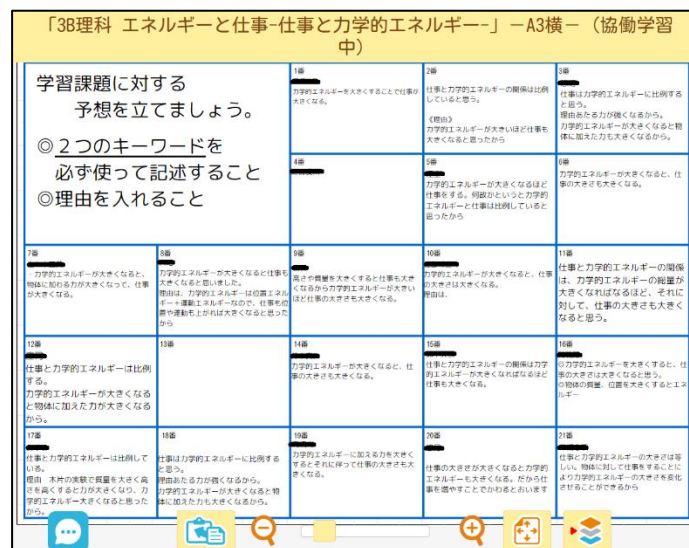 「3B理科 エネルギーと仕事-仕事と力学的エネルギー-」－A3横－（協働学習
中）
学習課題に対する
予想を立てましょう。
◎２つのキーワードを
必ず使って記述すること
◎理由を入れること
1番
力学的エネルギーを大きくすることで仕事が
大きくなる。
2番
仕事と力学的エネルギーの関係は比例
していると思う。
《理由》
力学的エネルギーが大きいほど仕事も
大きくなると思ったから
3番
仕事は力学的エネルギーに比例する
と思う。
理由あたる力が強くなるから。
力学的エネルギーが大きくなると物
体に加えた力も大きくなるから。
4番
5番
力学的エネルギーが大きくなるほど
仕事をする。何故かというと力学的
エネルギーと仕事は比例していると
思ったから
6番
力学的エネルギーが大きくなると、仕
事の大きさも大きくなる。
7番
・力学的エネルギーが大きくなると、
物体に加わる力が大きくなって、仕事
が大きくなる。
8番
力学的エネルギーが大きくなると仕事も
大きくなると思いました。
理由は、力学的エネルギーは位置エネル
ギー＋運動エネルギーなので、仕事も位
置や運動も上がれば大きくなると思った
から
9番
高さや質量を大きくすると仕事も大き
くなるから力学的エネルギーが大きい
ほど仕事の大きさも大きくなる。
10番
力学的エネルギーが大きくなると、仕事
の大きさは大きくなる。
理由は、
11番
仕事と力学的エネルギーの関係
は、力学的エネルギーの総量が
大きくなればなるほど、それに
対して、仕事の大きさも大きく
なると思う。
12番
仕事と力学的エネルギーは比例
する。
力学的エネルギーが大きくなる
と物体に加えた力が大きくなる
から。
13番
14番
力学的エネルギーが大きくなると、仕
事の大きさも大きくなる。
15番
仕事と力学的エネルギーの関係は力学
的エネルギーが大きくなればなるほど
仕事も大きくなる。
16番
◎力学的エネルギーを大きくすると、仕
事の大きさは大きくなると思う。
◎物体の質量、位置を大きくするとエネ
ルギー
17番
仕事と力学的エネルギーは比例して
いる。
理由 木片の実験で質量を大きく高
さを高くすると力が大きくなり、力
学的エネルギー大きくなると思った
から。
18番
仕事は力学的エネルギーに比例する
と思う。
理由あたる力が強くなるから。
力学的エネルギーが大きくなると物
体に加えた力も大きくなるから。
19番
力学的エネルギーに加える力を大きく
するとそれに伴って仕事の大きさも大
きくなる。
20番
仕事の大きさが大きくなると力学的エ
ネルギーも大きくなる。だから仕
事を増やすことでかわるとおいます
21番
仕事と力学的エネルギーの大きさは等
しい。物体に対して仕事をすることに
より力学的エネルギーの大きさを変化
させることができるから